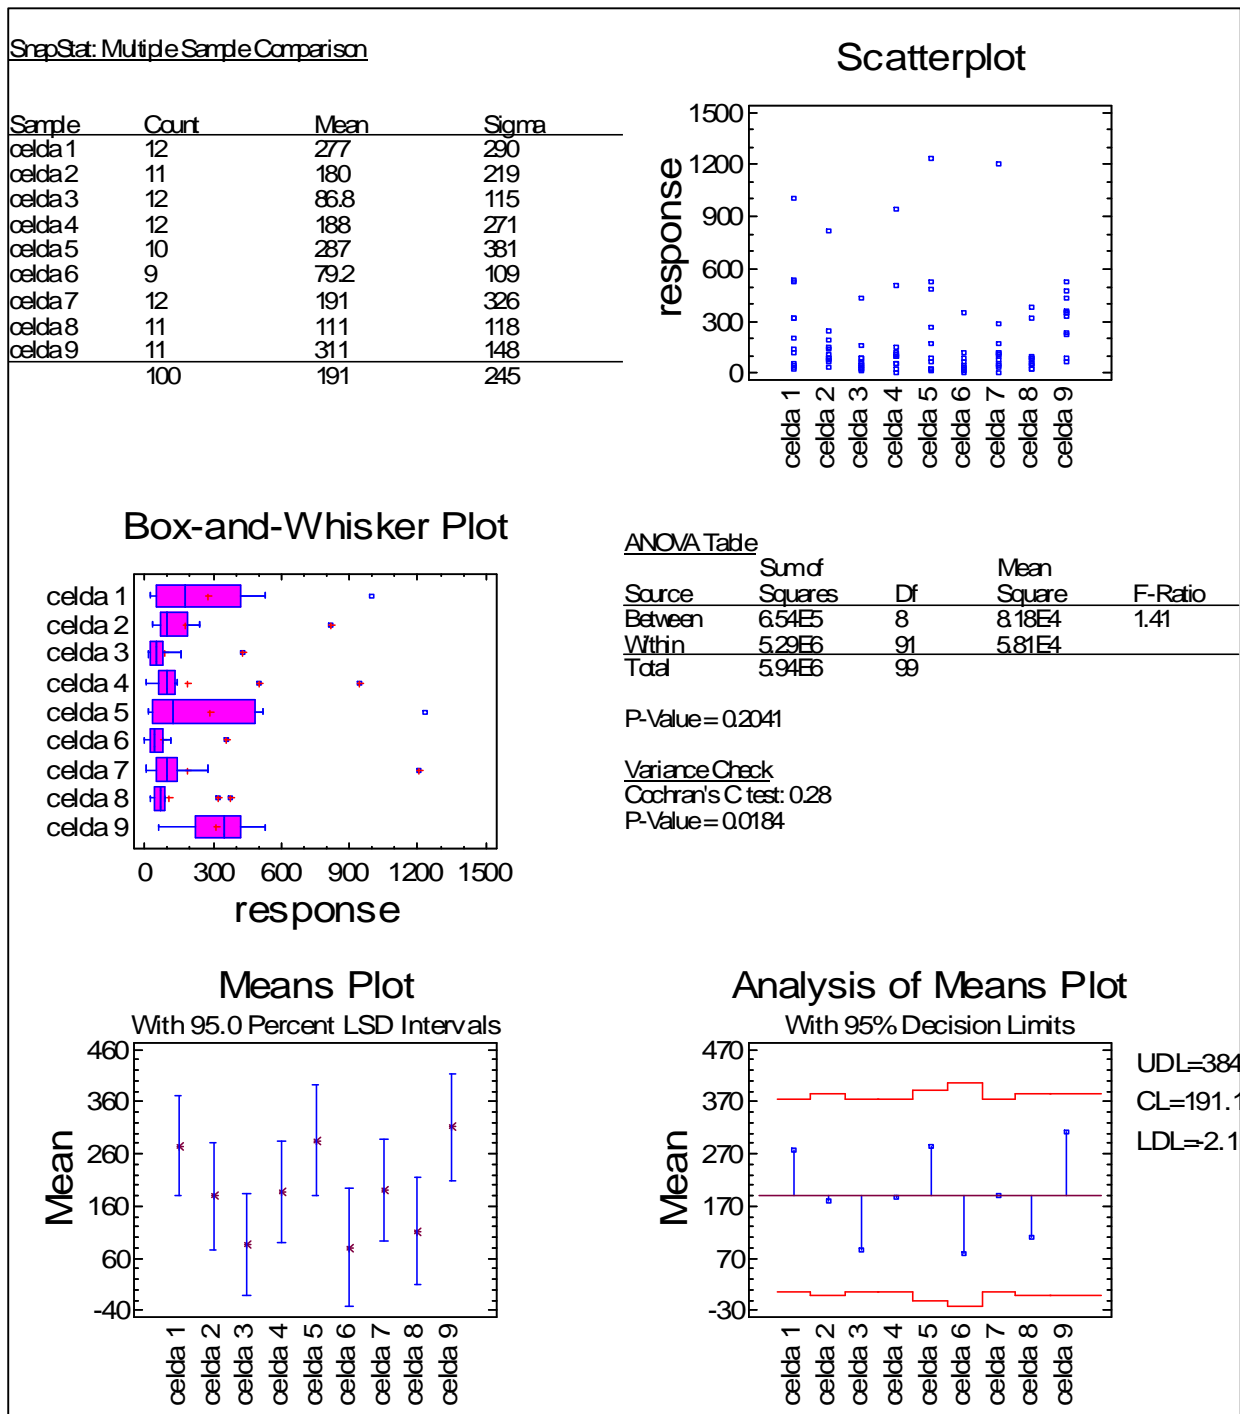 SnapStat: Multiple Sample Comparison
Sample Count Mean Sigma
celda 1 12 277 290
celda 2 11 180 219
celda 3 12 86.8 115
celda 4 12 188 271
celda 5 10 287 381
celda 6 9 79.2 109
celda 7 12 191 326
celda 8 11 111 118
celda 9 11 311 148
100 191 245
Scatterplot
response
1500
1200
900
600
300
0
celda 1
celda 2
celda 3
celda 4
celda 5
celda 6
celda 7
celda 8
celda 9
Box-and-Whisker Plot
celda 1
celda 2
celda 3
celda 4
celda 5
celda 6
celda 7
celda 8
celda 9
0 300 600 900 1200 1500
response
ANOVA Table
Sum of Mean
Source Squares Df Square F-Ratio
Between 6.54E5 8 8.18E4 1.41
Within 5.29E6 91 5.81E4
Total 5.94E6 99
P-Value = 0.2041
Variance Check
Cochran's C test: 0.28
P-Value = 0.0184
Means Plot
With 95.0 Percent LSD Intervals
Mean
460
360
260
160
60
-40
celda 1
celda 2
celda 3
celda 4
celda 5
celda 6
celda 7
celda 8
celda 9
Analysis of Means Plot
With 95% Decision Limits
Mean
470
370
270
170
70
-30
celda 1
celda 2
celda 3
celda 4
celda 5
celda 6
celda 7
celda 8
celda 9
UDL=384
CL=191.1
LDL=-2.1